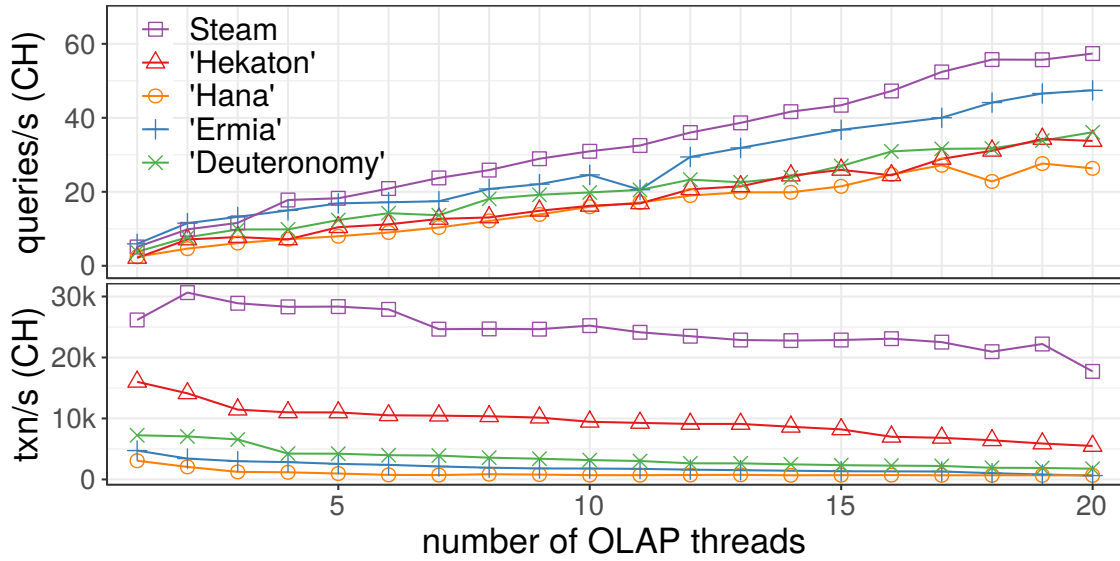 queries/s (CH)
60
40
20
0
Steam
'Hekaton'
'Hana'
'Ermia'
'Deuteronomy'
txn/s (CH)
30k
20k
10k
0
5 10 15 20
number of OLAP threads